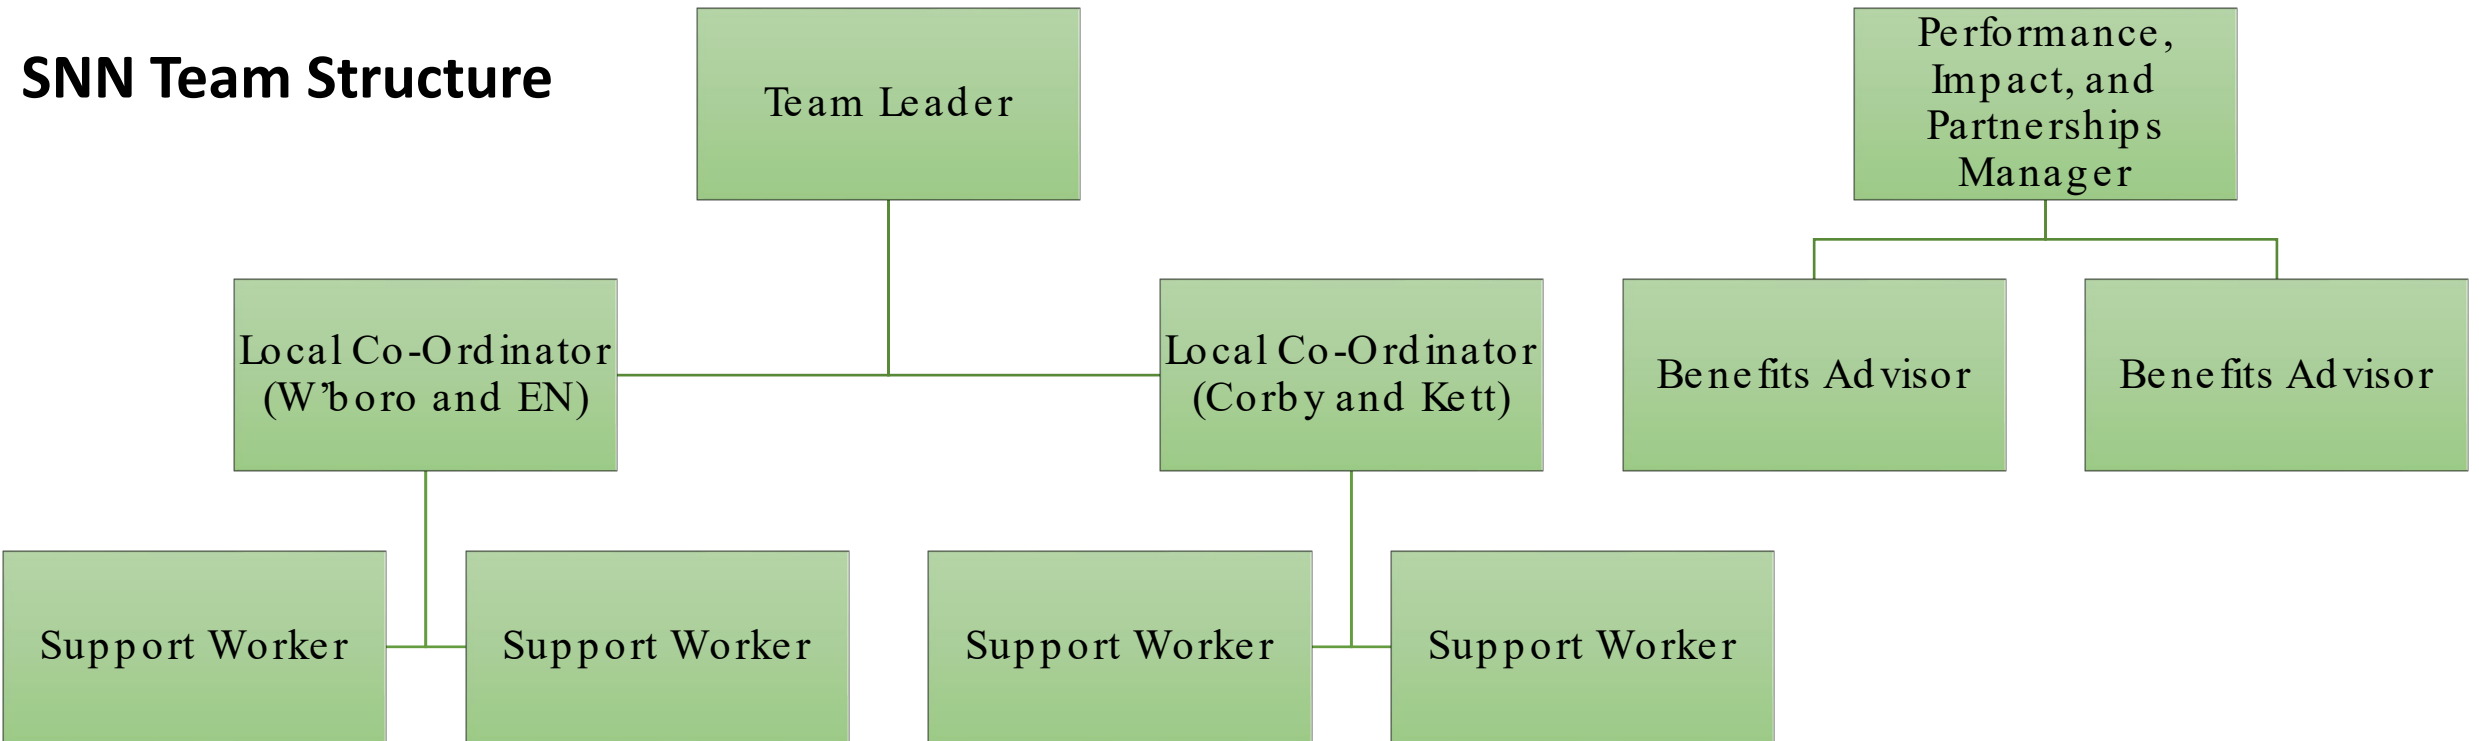 SNN Team Structure
Team Leader
Performance,
Impact, and
Partnerships
Manager
Local Co-Ordinator
(W’boro and EN)
Local Co-Ordinator
(Corby and Kett)
Benefits Advisor
Benefits Advisor
Support Worker
Support Worker
Support Worker
Support Worker